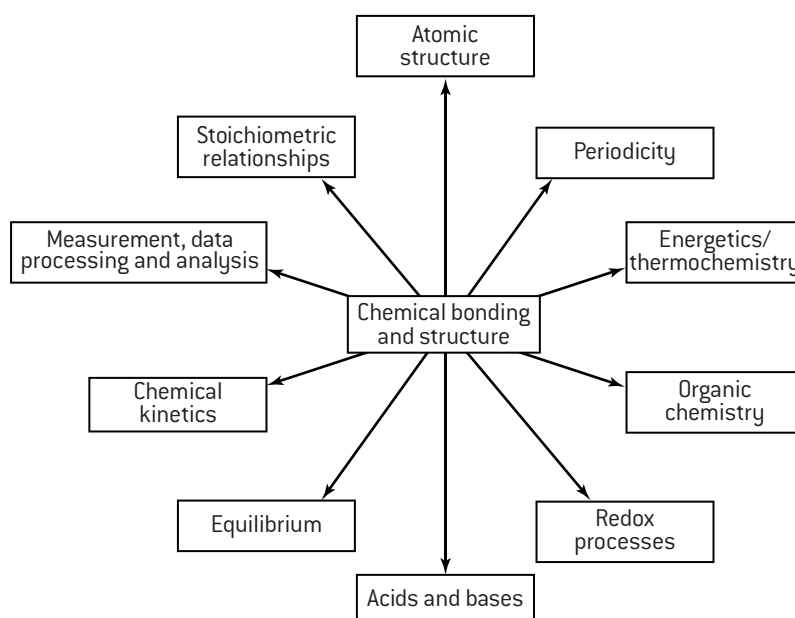 Atomic
structure
Stoichiometric
relationships
Periodicity
Measurement, data
processing and analysis
Energetics/
thermochemistry
Chemical bonding
and structure
Chemical
kinetics
Organic
chemistry
Equilibrium
Redox
processes
Acids and bases